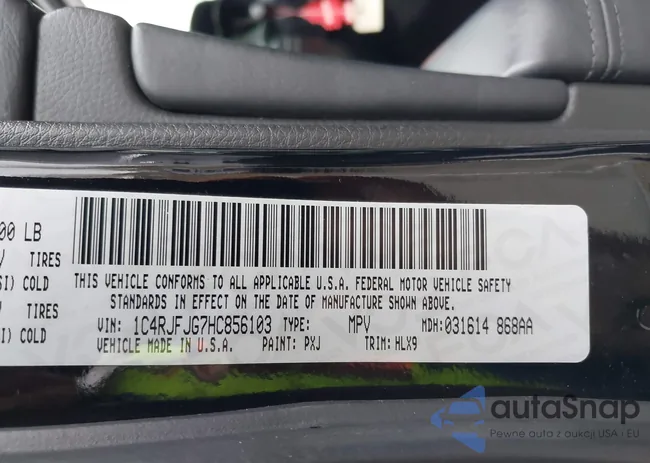 00 LB
TIRES
SI) COLD
TIRES
SI) COLD
THIS VEHICLE CONFORMS TO ALL APPLICABLE U.S.A. FEDERAL MOTOR VEHICLE SAFETY
STANDARDS IN EFFECT ON THE DATE OF MANUFACTURE SHOWN ABOVE.
VIN: 1C4RJFJG7HC856103 TYPE: MPV MDH: 031614 868AA
VEHICLE MADE IN U.S.A. PAINT: PXJ TRIM: HLX9
autoSnap
Pewne auta z aukcji USA i EU